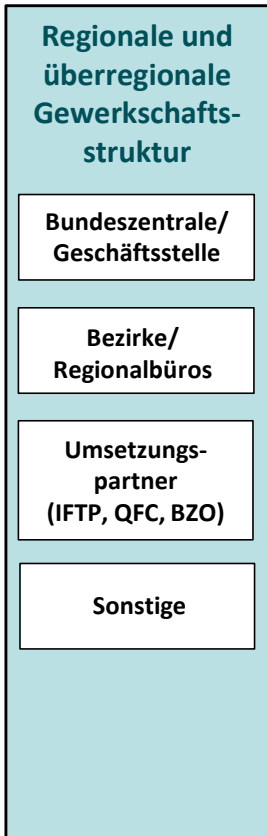 Regionale und
überregionale
Gewerkschafts-
struktur
Bundeszentrale/
Geschäftsstelle
Bezirke/
Regionalbüros
Umsetzungs-
partner
(IFTP, QFC, BZO)
Sonstige